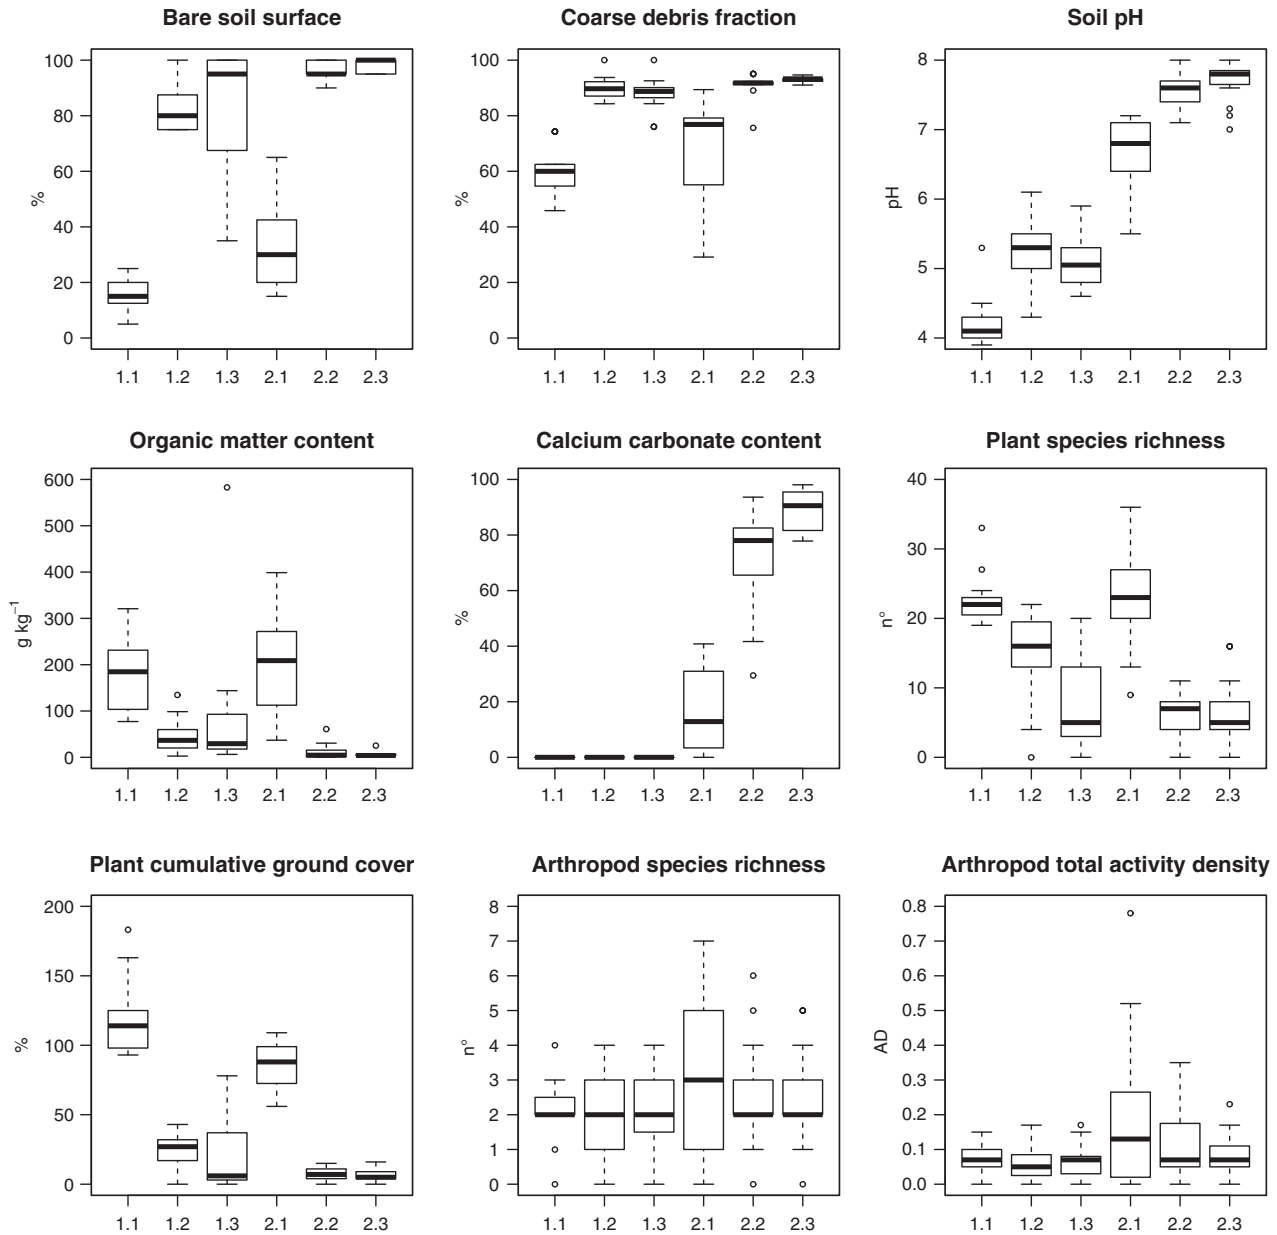 Bare soil surface
%
100
80
60
40
20
0
1.1 1.2 1.3 2.1 2.2 2.3
Coarse debris fraction
%
100
80
60
40
20
0
1.1 1.2 1.3 2.1 2.2 2.3
Soil pH
pH
8
7
6
5
4
1.1 1.2 1.3 2.1 2.2 2.3
Organic matter content
g kg⁻¹
600
500
400
300
200
100
0
1.1 1.2 1.3 2.1 2.2 2.3
Calcium carbonate content
%
100
80
60
40
20
0
1.1 1.2 1.3 2.1 2.2 2.3
Plant species richness
n°
40
30
20
10
0
1.1 1.2 1.3 2.1 2.2 2.3
Plant cumulative ground cover
%
200
150
100
50
0
1.1 1.2 1.3 2.1 2.2 2.3
Arthropod species richness
n°
8
7
6
5
4
3
2
1
0
1.1 1.2 1.3 2.1 2.2 2.3
Arthropod total activity density
AD
0.8
0.7
0.6
0.5
0.4
0.3
0.2
0.1
0.0
1.1 1.2 1.3 2.1 2.2 2.3